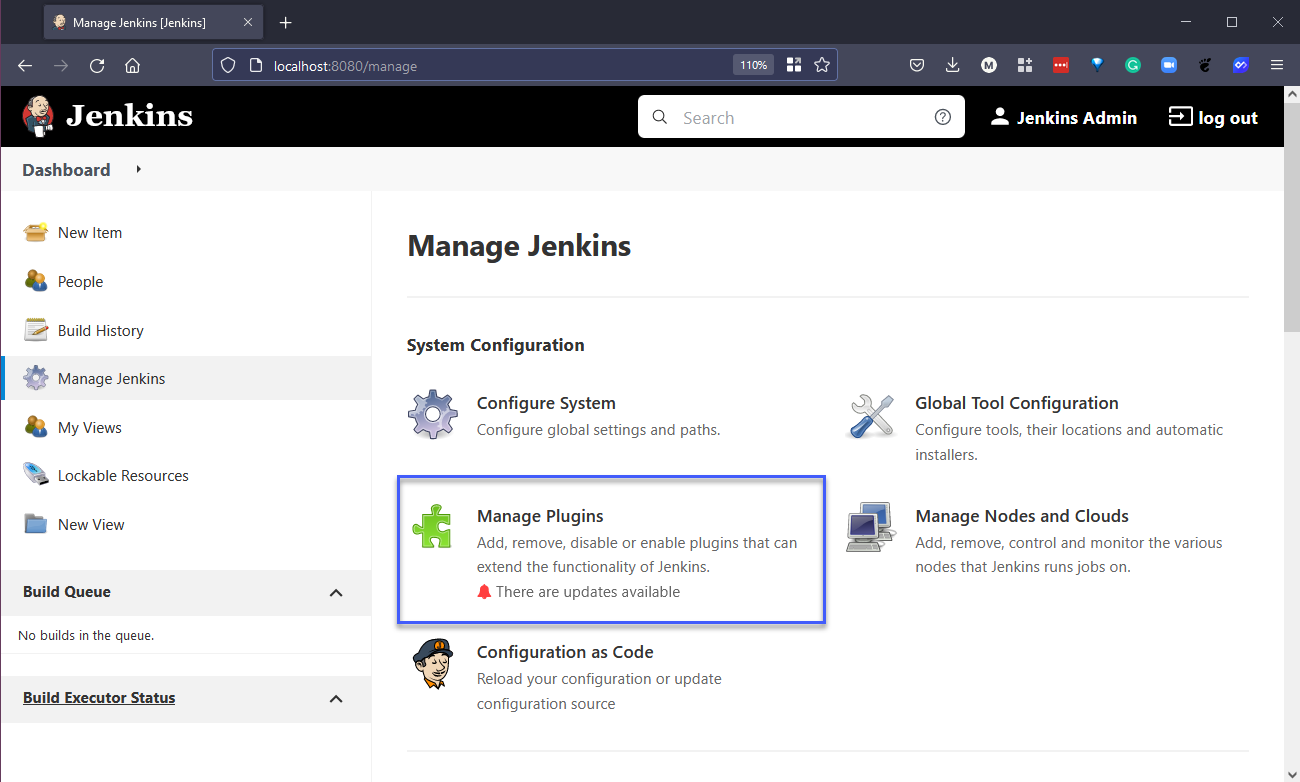 Manage Jenkins [Jenkins]
localhost:8080/manage
110%
Jenkins
Search
Jenkins Admin
log out
Dashboard
New Item
People
Build History
Manage Jenkins
My Views
Lockable Resources
New View
Build Queue
No builds in the queue.
Build Executor Status
Manage Jenkins
System Configuration
Configure System
Configure global settings and paths.
Global Tool Configuration
Configure tools, their locations and automatic
installers.
Manage Plugins
Add, remove, disable or enable plugins that can
extend the functionality of Jenkins.
There are updates available
Manage Nodes and Clouds
Add, remove, control and monitor the various
nodes that Jenkins runs jobs on.
Configuration as Code
Reload your configuration or update
configuration source